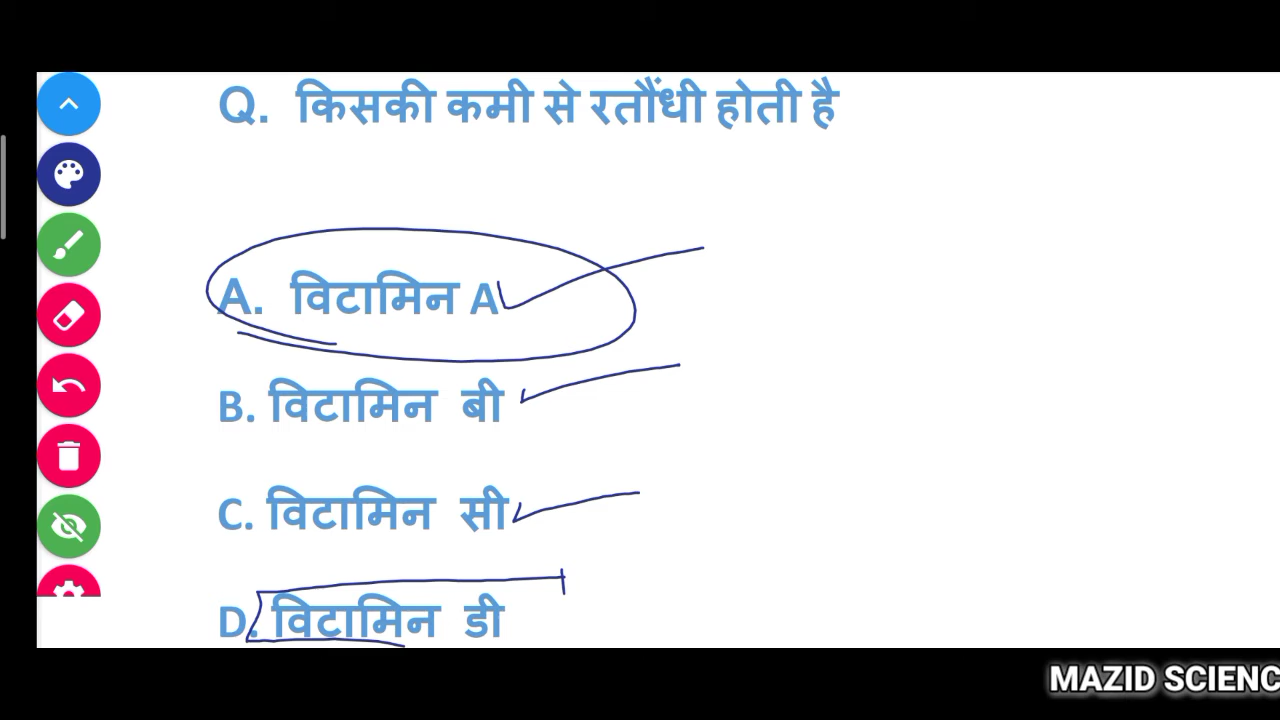 Q. किसकी कमी से रतौंधी होती है
A. विटामिन A
B. विटामिन बी
C. विटामिन सी
D. विटामिन डी
MAZID SCIENC